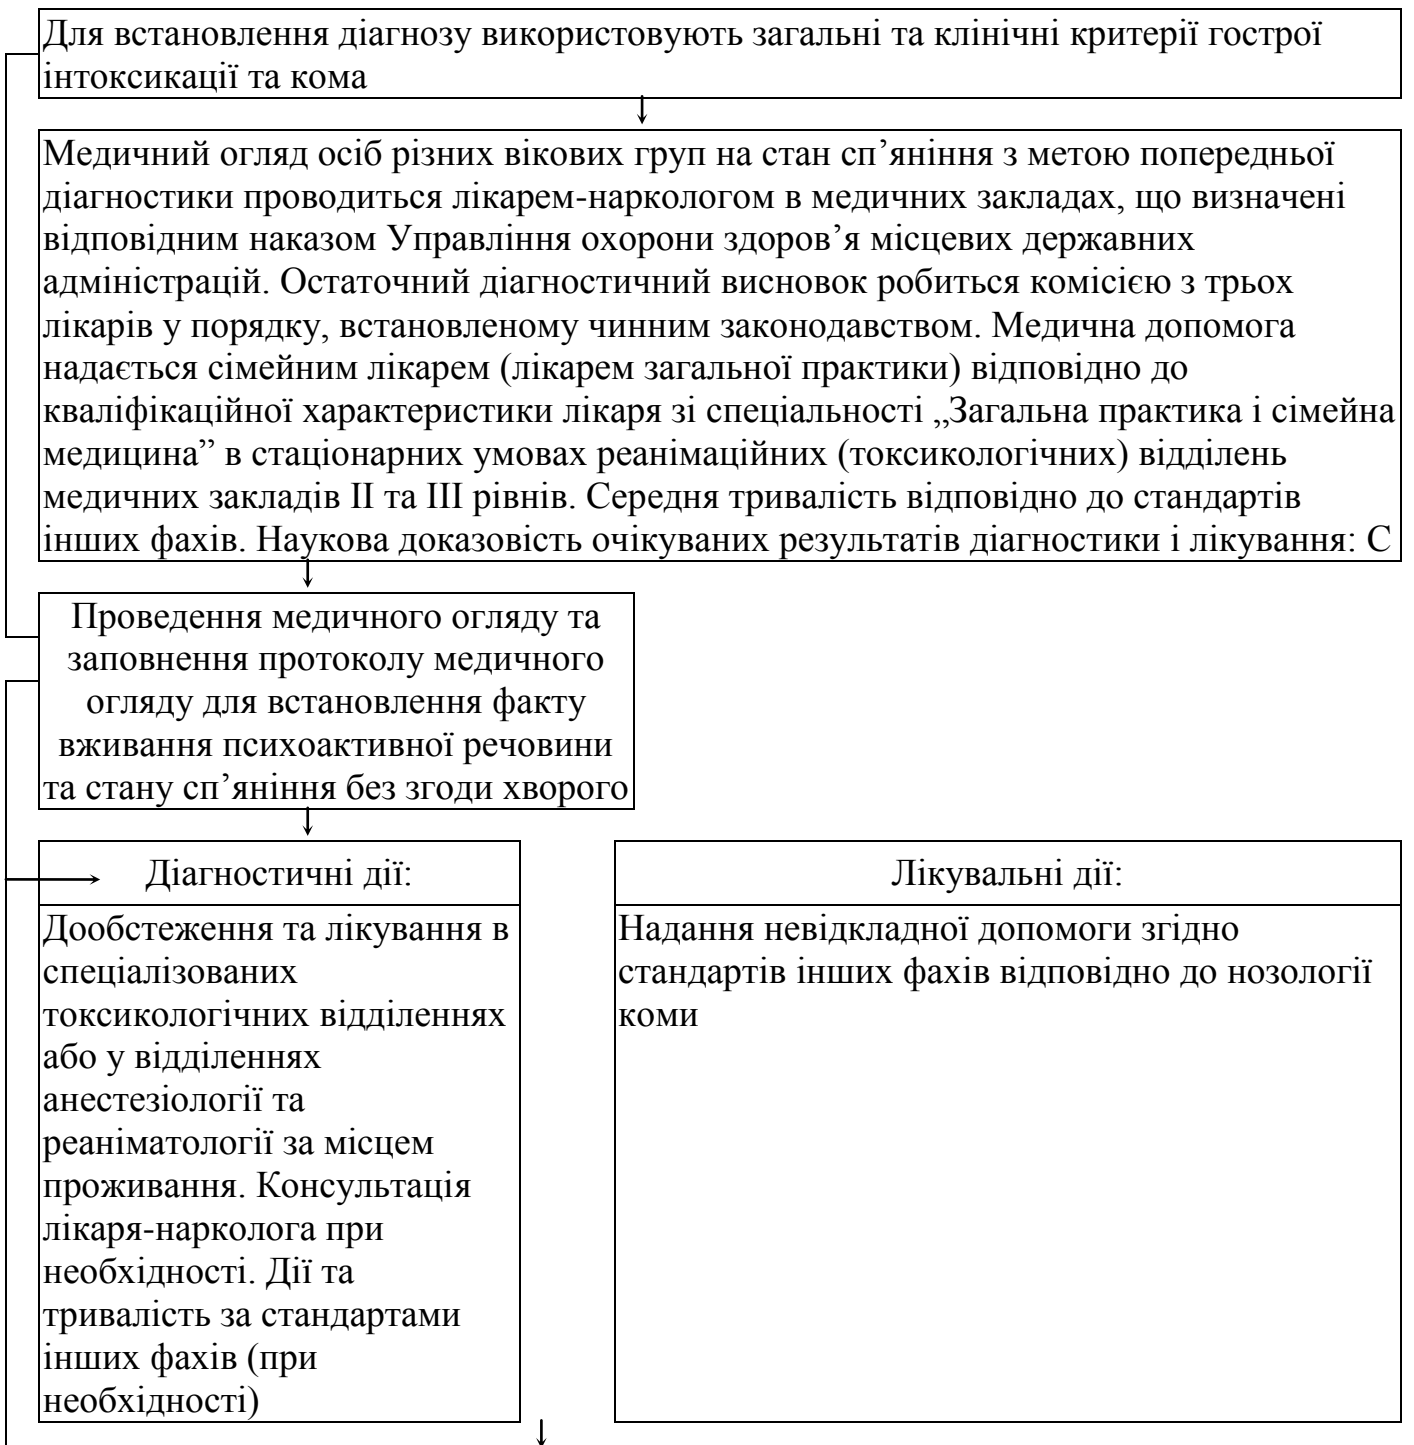 Для встановлення діагнозу використовують загальні та клінічні критерії гострої
інтоксикації та кома
Медичний огляд осіб різних вікових груп на стан сп’яніння з метою попередньої
діагностики проводиться лікарем-наркологом в медичних закладах, що визначені
відповідним наказом Управління охорони здоров’я місцевих державних
адміністрацій. Остаточний діагностичний висновок робиться комісією з трьох
лікарів у порядку, встановленому чинним законодавством. Медична допомога
надається сімейним лікарем (лікарем загальної практики) відповідно до
кваліфікаційної характеристики лікаря зі спеціальності „Загальна практика і сімейна
медицина” в стаціонарних умовах реанімаційних (токсикологічних) відділень
медичних закладів II та III рівнів. Середня тривалість відповідно до стандартів
інших фахів. Наукова доказовість очікуваних результатів діагностики і лікування: С
Проведення медичного огляду та
заповнення протоколу медичного
огляду для встановлення факту
вживання психоактивної речовини
та стану сп’яніння без згоди хворого
Діагностичні дії:
Дообстеження та лікування в
спеціалізованих
токсикологічних відділеннях
або у відділеннях
анестезіології та
реаніматології за місцем
проживання. Консультація
лікаря-нарколога при
необхідності. Дії та
тривалість за стандартами
інших фахів (при
необхідності)
Лікувальні дії:
Надання невідкладної допомоги згідно
стандартів інших фахів відповідно до нозології
коми